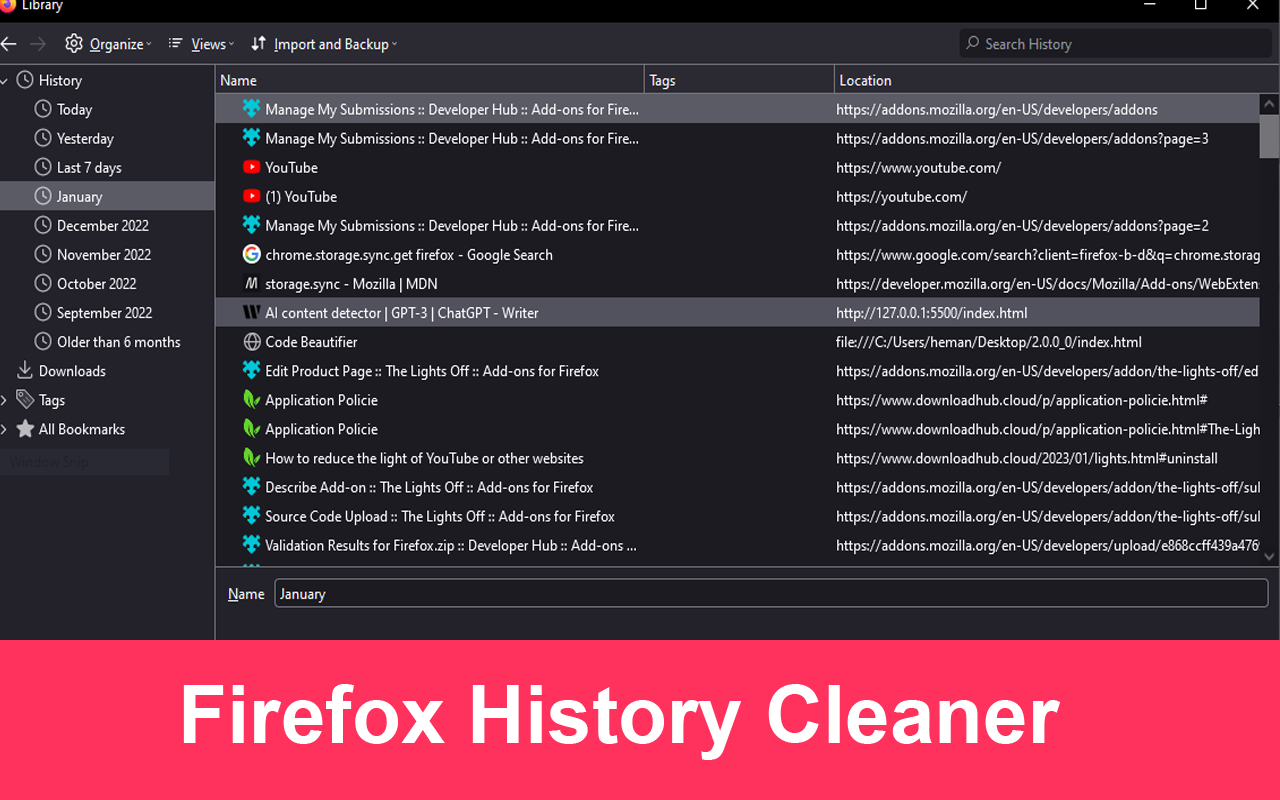 Library
Organize Views Import and Backup Search History
History
Today
Yesterday
Last 7 days
January
December 2022
November 2022
October 2022
September 2022
Older than 6 months
Downloads
Tags
All Bookmarks
Window Snip
Name Tags Location
Manage My Submissions :: Developer Hub :: Add-ons for Fire... https://addons.mozilla.org/en-US/developers/addons
Manage My Submissions :: Developer Hub :: Add-ons for Fire... https://addons.mozilla.org/en-US/developers/addons?page=3
YouTube https://www.youtube.com/
(1) YouTube https://youtube.com/
Manage My Submissions :: Developer Hub :: Add-ons for Fire... https://addons.mozilla.org/en-US/developers/addons?page=2
chrome.storage.sync.get firefox - Google Search https://www.google.com/search?client=firefox-b-d&q=chrome.storag
storage.sync - Mozilla | MDN https://developer.mozilla.org/en-US/docs/Mozilla/Add-ons/WebExten
AI content detector | GPT-3 | ChatGPT - Writer http://127.0.0.1:5500/index.html
Code Beautifier file:///C:/Users/heman/Desktop/2.0.0_0/index.html
Edit Product Page :: The Lights Off :: Add-ons for Firefox https://addons.mozilla.org/en-US/developers/addon/the-lights-off/ed
Application Policie https://www.downloadhub.cloud/p/application-policie.html#
Application Policie https://www.downloadhub.cloud/p/application-policie.html#The-Ligh
How to reduce the light of YouTube or other websites https://www.downloadhub.cloud/2023/01/lights.html#uninstall
Describe Add-on :: The Lights Off :: Add-ons for Firefox https://addons.mozilla.org/en-US/developers/addon/the-lights-off/sul
Source Code Upload :: The Lights Off :: Add-ons for Firefox https://addons.mozilla.org/en-US/developers/addon/the-lights-off/sul
Validation Results for Firefox.zip :: Developer Hub :: Add-ons ... https://addons.mozilla.org/en-US/developers/upload/e868ccff439a476
Name January
Firefox History Cleaner